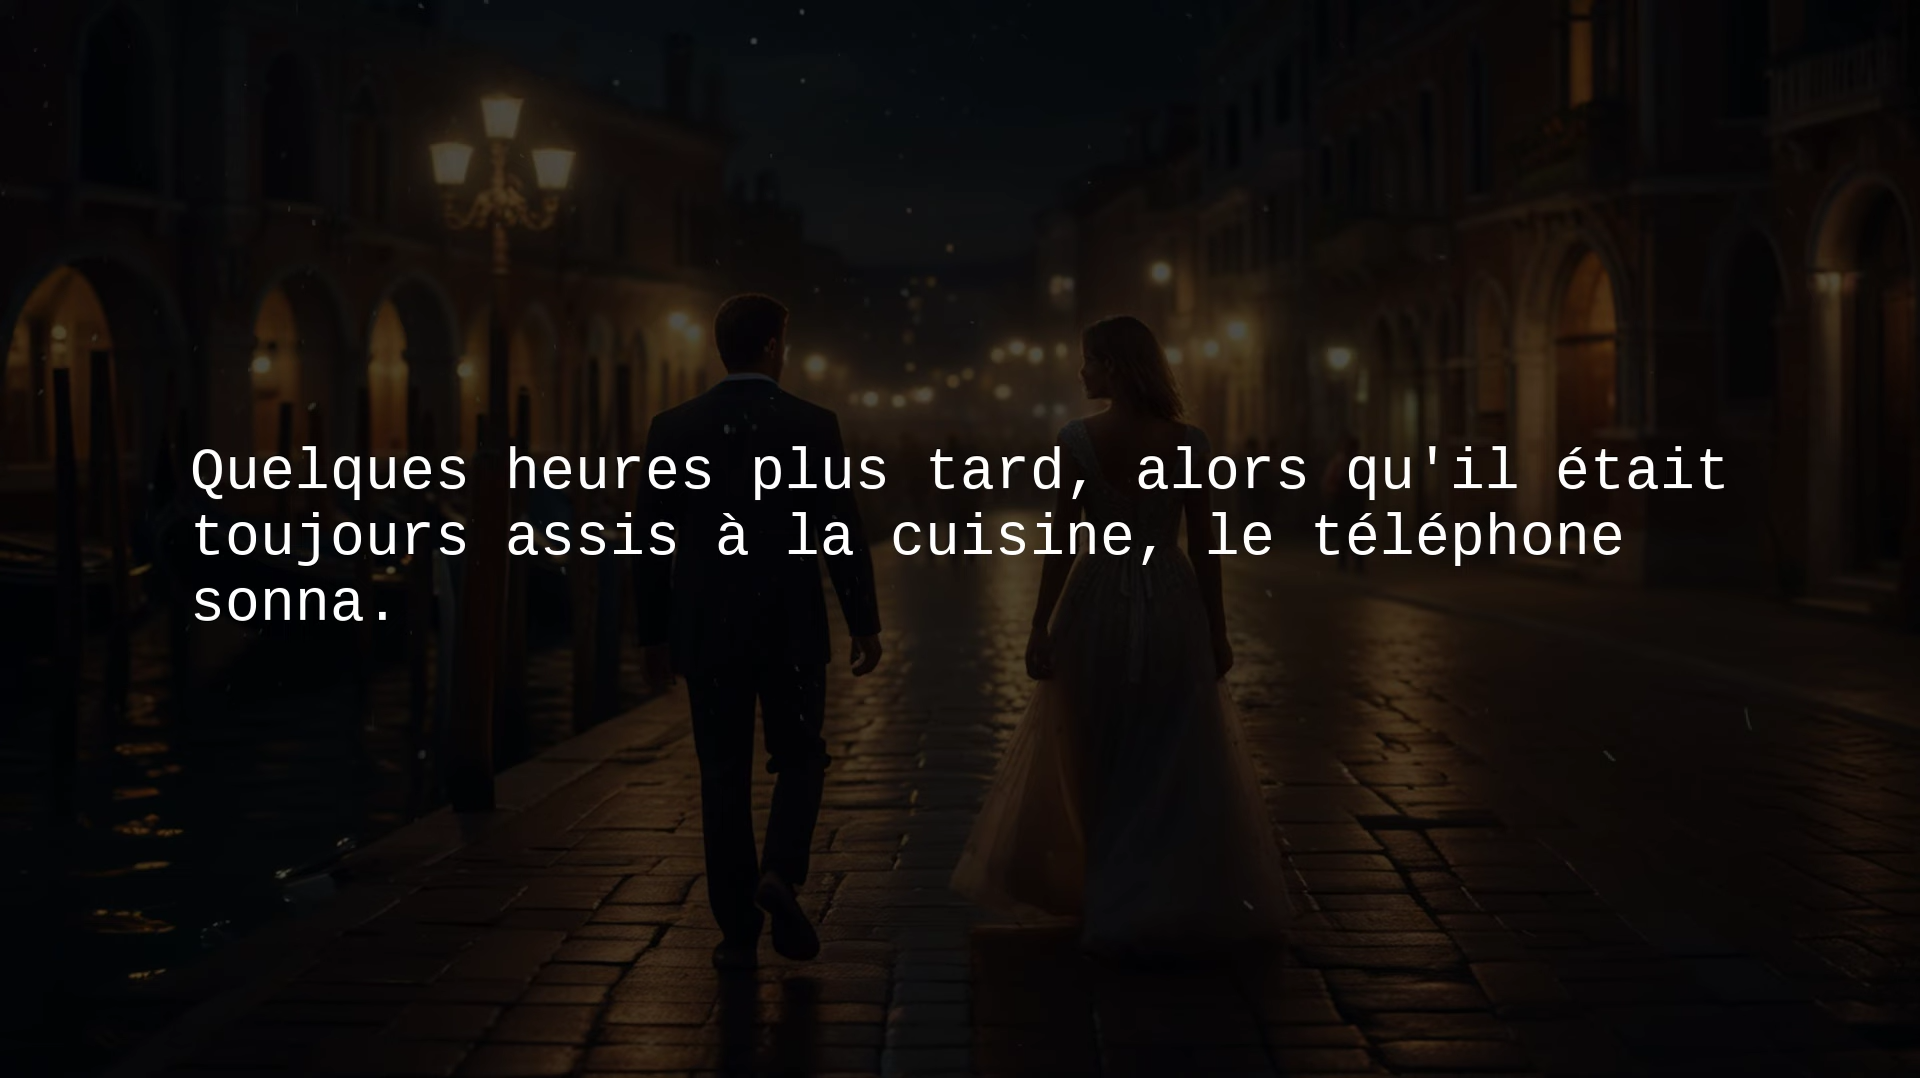 Quelques heures plus tard, alors qu'il était
toujours assis à la cuisine, le téléphone
sonna.